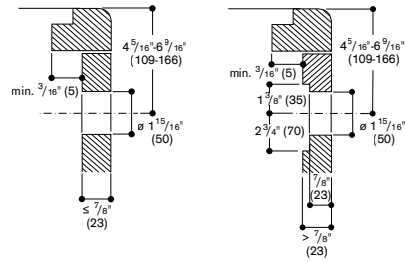 4 5/16"-6 9/16"
(109-166)
min. 3/16" (5)
ø 1 15/16"
(50)
≤ 7/8"
(23)
4 5/16"-6 9/16"
(109-166)
min. 3/16" (5)
1 3/8" (35)
2 3/4" (70)
ø 1 15/16"
(50)
7/8"
(23)
> 7/8"
(23)